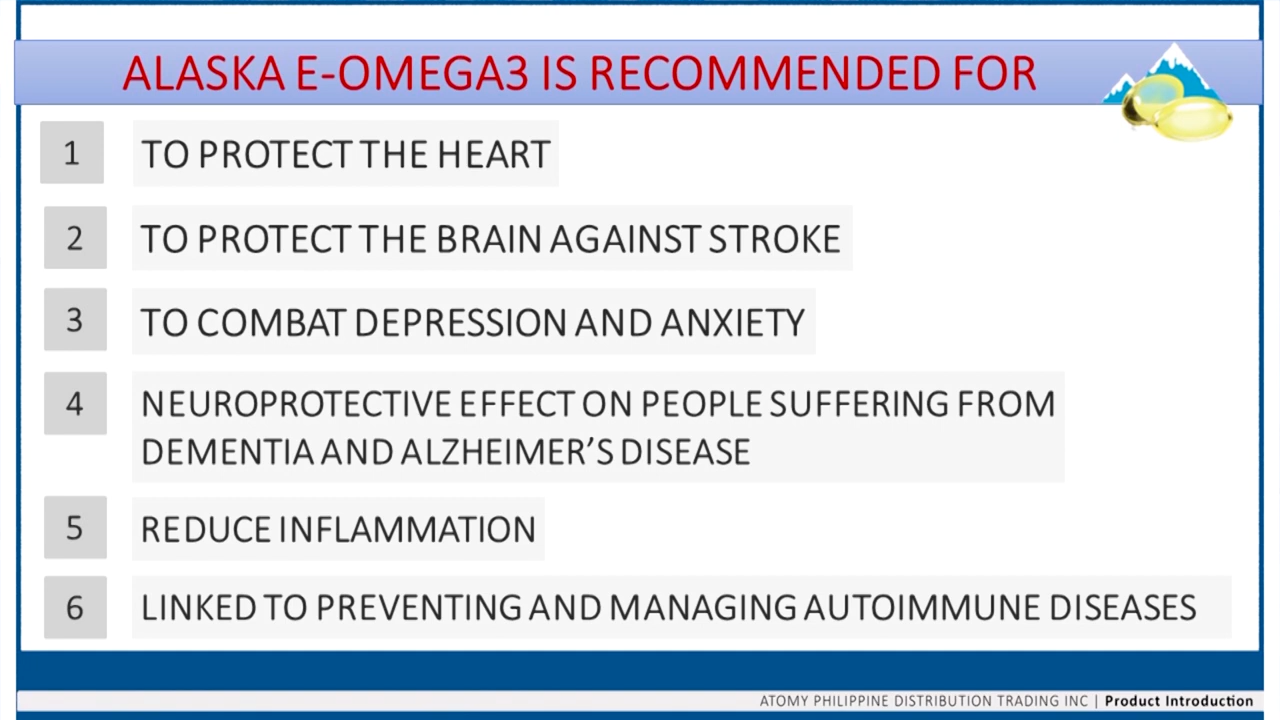 ALASKA E-OMEGA3 IS RECOMMENDED FOR
1 TO PROTECT THE HEART
2 TO PROTECT THE BRAIN AGAINST STROKE
3 TO COMBAT DEPRESSION AND ANXIETY
4 NEUROPROTECTIVE EFFECT ON PEOPLE SUFFERING FROM
DEMENTIA AND ALZHEIMER’S DISEASE
5 REDUCE INFLAMMATION
6 LINKED TO PREVENTING AND MANAGING AUTOIMMUNE DISEASES
ATOMY PHILIPPINE DISTRIBUTION TRADING INC | Product Introduction